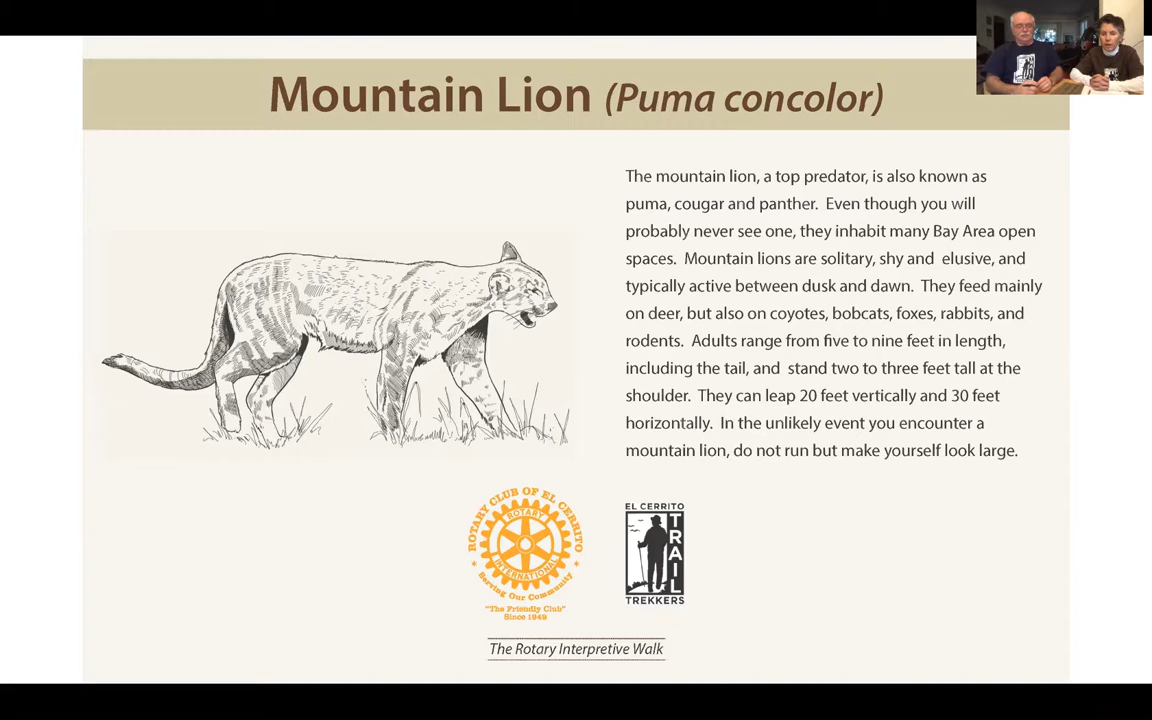 Mountain Lion (Puma concolor)
The mountain lion, a top predator, is also known as
puma, cougar and panther. Even though you will
probably never see one, they inhabit many Bay Area open
spaces. Mountain lions are solitary, shy and elusive, and
typically active between dusk and dawn. They feed mainly
on deer, but also on coyotes, bobcats, foxes, rabbits, and
rodents. Adults range from five to nine feet in length,
including the tail, and stand two to three feet tall at the
shoulder. They can leap 20 feet vertically and 30 feet
horizontally. In the unlikely event you encounter a
mountain lion, do not run but make yourself look large.
ROTARY CLUB OF EL CERRITO
ROTARY
INTERNATIONAL
Serving Our Community
"The Friendly Club"
Since 1949
EL CERRITO
TRAIL
TREKKERS
The Rotary Interpretive Walk